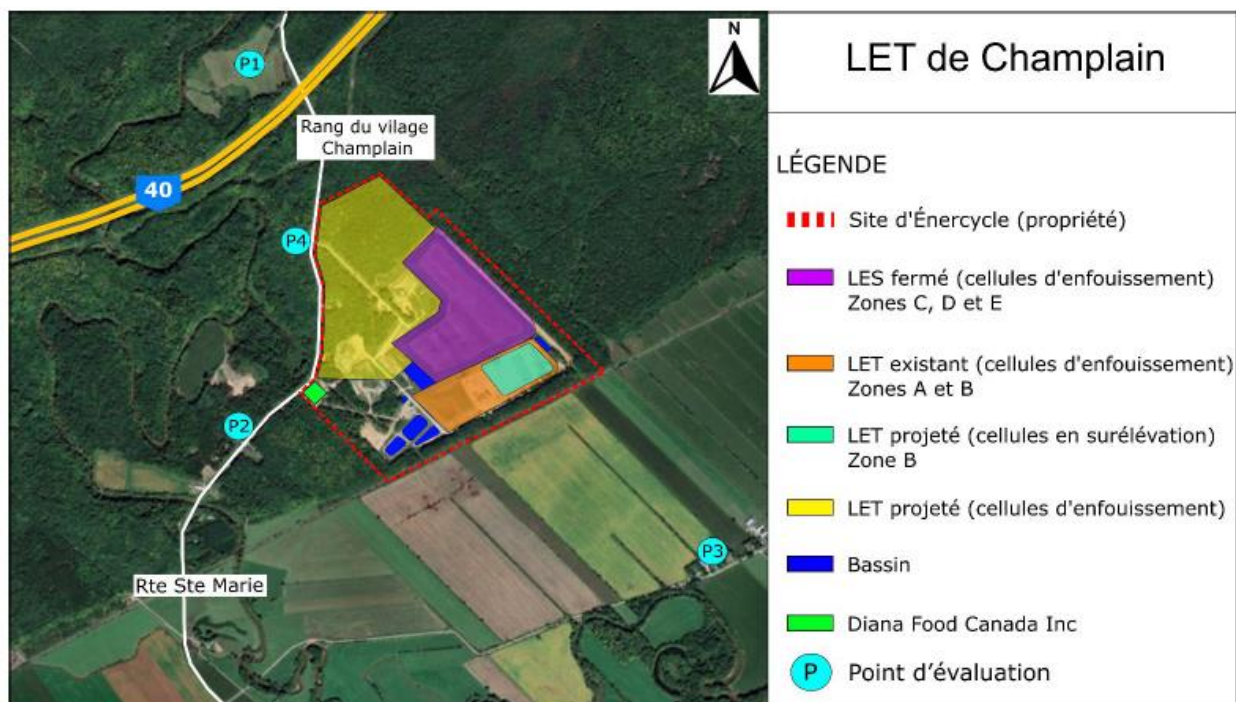 P1
N
Rang du vilage
Champlain
40
P4
P2
P3
Rte Ste Marie
LET de Champlain
LÉGENDE
Site d'Énercycle (propriété)
LES fermé (cellules d'enfouissement)
Zones C, D et E
LET existant (cellules d'enfouissement)
Zones A et B
LET projeté (cellules en surélévation)
Zone B
LET projeté (cellules d'enfouissement)
Bassin
Diana Food Canada Inc
P Point d'évaluation